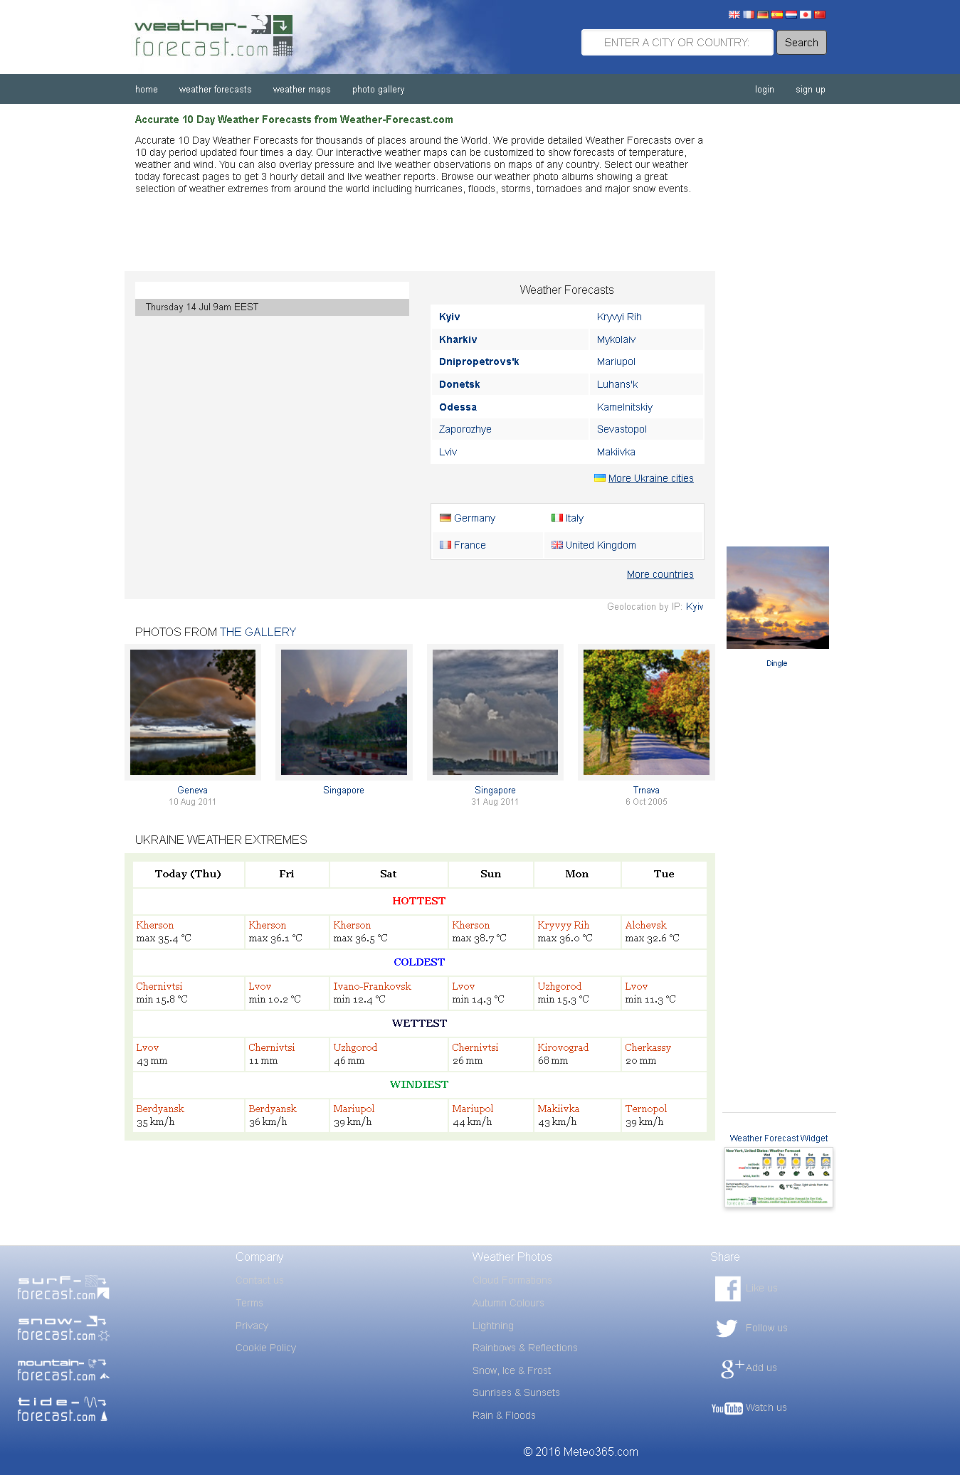 weather-
forecast.com
ENTER A CITY OR COUNTRY:
Search
home weather forecasts weather maps photo gallery login sign up
Accurate 10 Day Weather Forecasts from Weather-Forecast.com
Accurate 10 Day Weather Forecasts for thousands of places around the World. We provide detailed Weather Forecasts over a
10 day period updated four times a day. Our interactive weather maps can be customized to show forecasts of temperature,
weather and wind. You can also overlay pressure and live weather observations on maps of any country. Select our weather
today forecast pages to get 3 hourly detail and live weather reports. Browse our weather photo albums showing a great
selection of weather extremes from around the world including hurricanes, floods, storms, tornadoes and major snow events.
Thursday 14 Jul 9am EEST
Weather Forecasts
Kyiv Kryvyi Rih
Kharkiv Mykolaiv
Dnipropetrovs'k Mariupol
Donetsk Luhans'k
Odessa Kamelnitskiy
Zaporozhye Sevastopol
Lviv Makiivka
More Ukraine cities
Germany Italy
France United Kingdom
More countries
Geolocation by IP: Kyiv
Dingle
PHOTOS FROM THE GALLERY
Geneva Singapore Singapore Trnava
10 Aug 2011 31 Aug 2011 6 Oct 2005
UKRAINE WEATHER EXTREMES
Today (Thu) Fri Sat Sun Mon Tue
HOTTEST
Kherson Kherson Kherson Kherson Kryvyy Rih Alchevsk
max 35.4 °C max 36.1 °C max 36.5 °C max 38.7 °C max 36.0 °C max 32.6 °C
COLDEST
Chernivtsi Lvov Ivano-Frankovsk Lvov Uzhgorod Lvov
min 15.8 °C min 10.2 °C min 12.4 °C min 14.3 °C min 15.3 °C min 11.3 °C
WETTEST
Lvov Chernivtsi Uzhgorod Chernivtsi Kirovograd Cherkassy
43 mm 11 mm 46 mm 26 mm 68 mm 20 mm
WINDIEST
Berdyansk Berdyansk Mariupol Mariupol Makiivka Ternopol
35 km/h 36 km/h 39 km/h 44 km/h 43 km/h 39 km/h
Weather Forecast Widget
New York, United States: Weather Forecast
surf-
forecast.com
snow-
forecast.com
mountain-
forecast.com
tide-
forecast.com
Company
Contact us
Terms
Privacy
Cookie Policy
Weather Photos
Cloud Formations
Autumn Colours
Lightning
Rainbows & Reflections
Snow, Ice & Frost
Sunrises & Sunsets
Rain & Floods
Share
Like us
Follow us
Add us
You Tube Watch us
© 2016 Meteo365.com